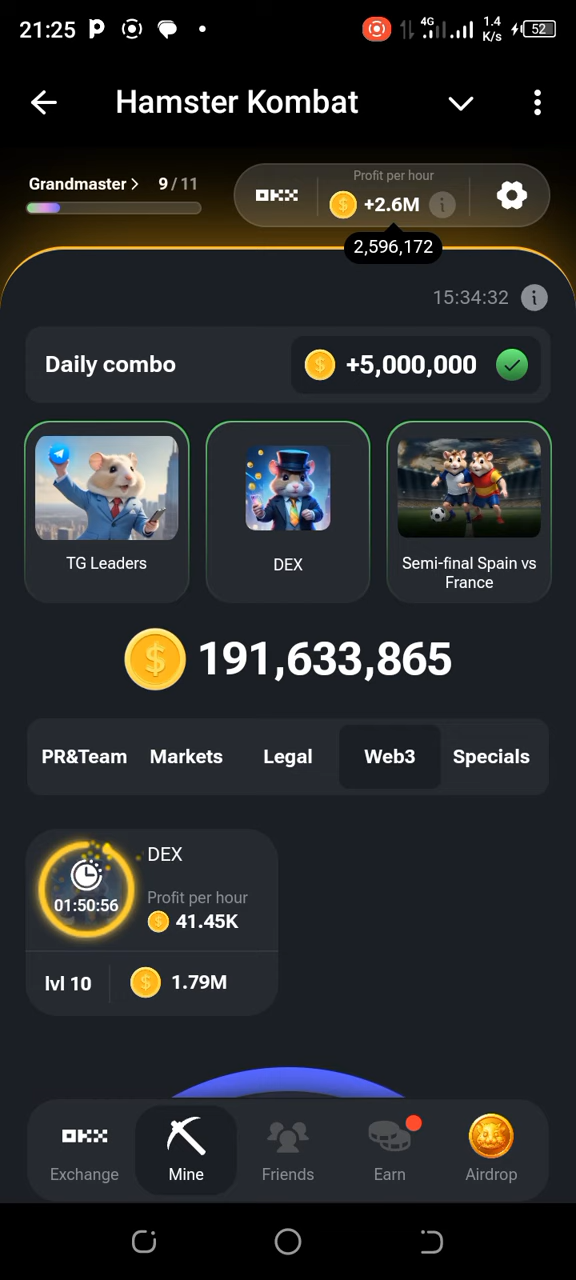 21:25
4G
1.4
K/s
52
Hamster Kombat
Grandmaster
9 / 11
OKX
Profit per hour
+2.6M
2,596,172
15:34:32
Daily combo
+5,000,000
TG Leaders
DEX
Semi-final Spain vs
France
191,633,865
PR&Team
Markets
Legal
Web3
Specials
01:50:56
DEX
Profit per hour
41.45K
lvl 10
1.79M
OKX
Exchange
Mine
Friends
Earn
Airdrop